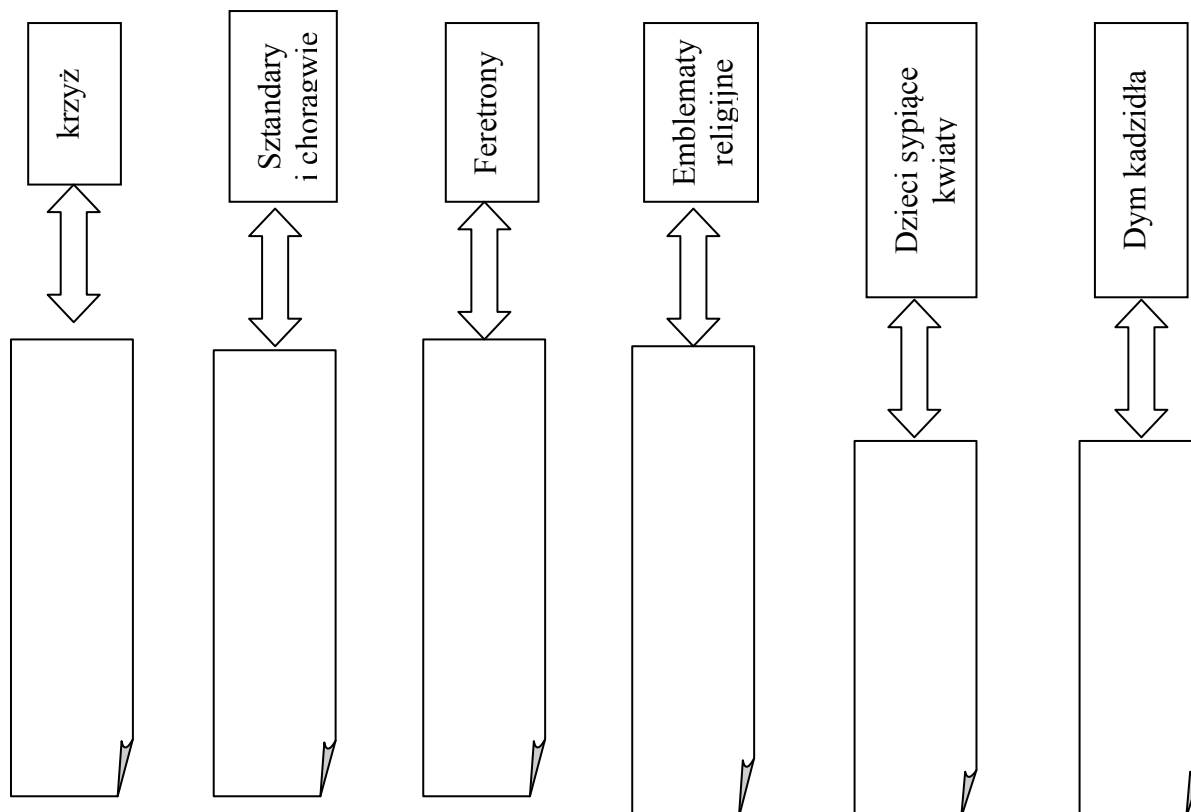 krzyż
Sztandary
i chorągwie
Feretrony
Emblematy
religijne
Dzieci sypiące
kwiaty
Dym kadzidła